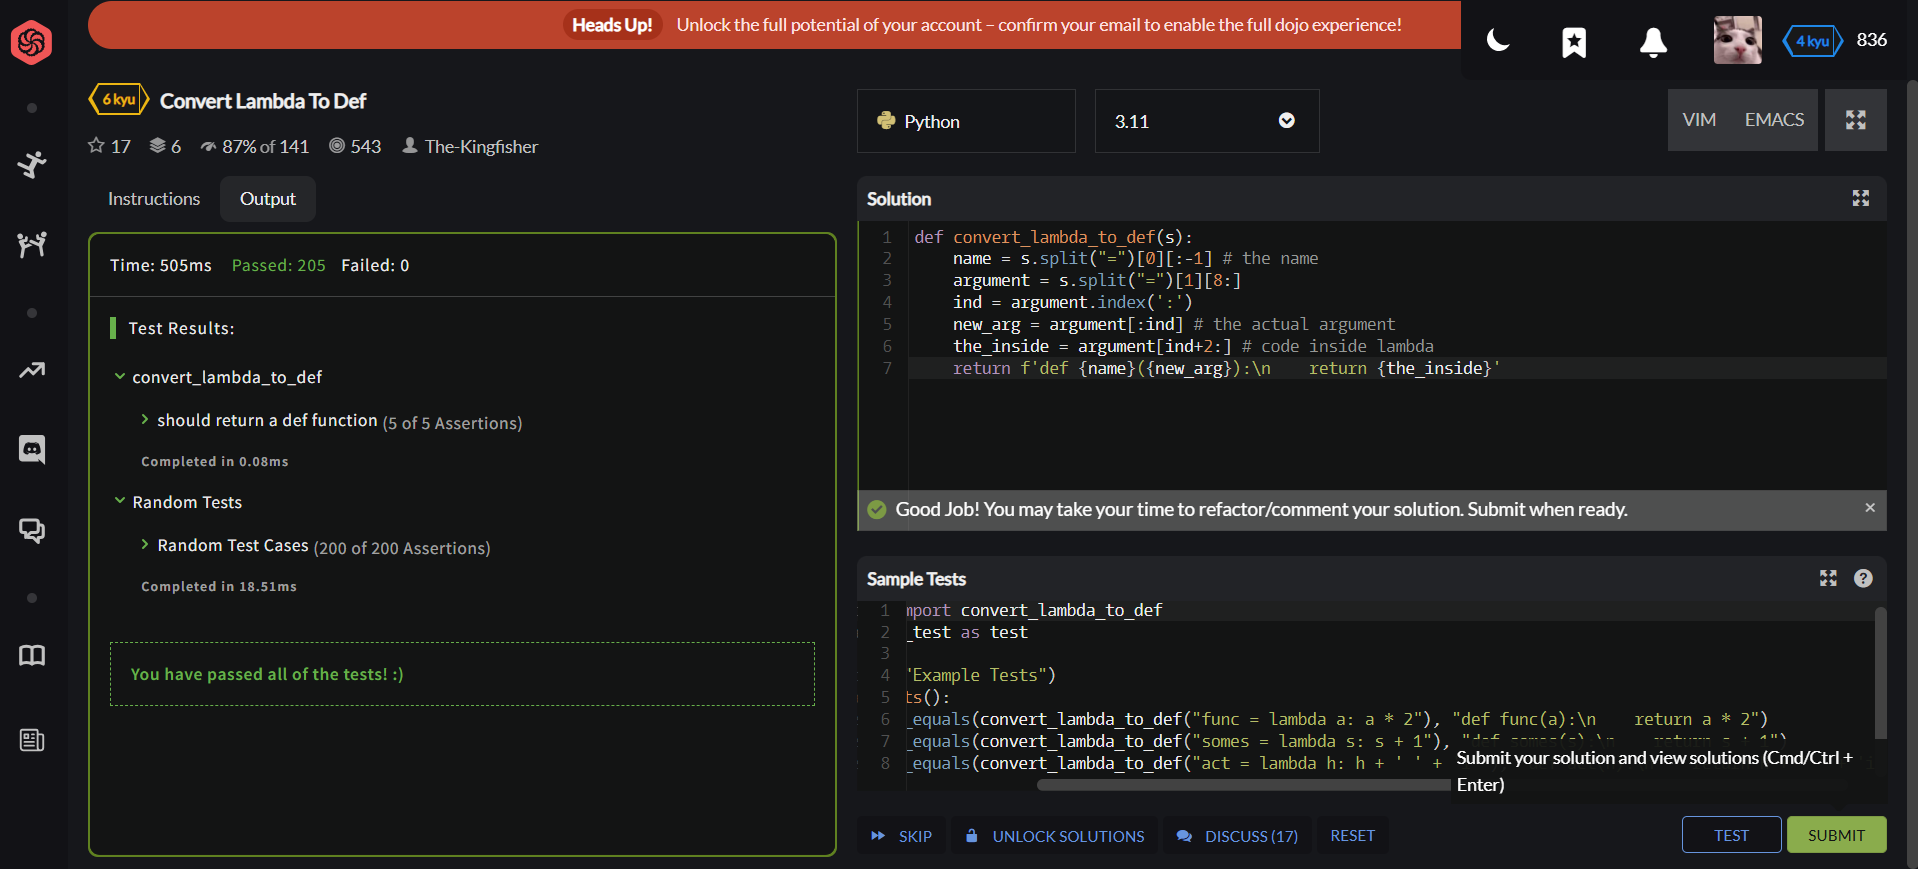 Heads Up! Unlock the full potential of your account – confirm your email to enable the full dojo experience!
4 kyu 836
6 kyu Convert Lambda To Def
17 6 87% of 141 543 The-Kingfisher
Instructions Output
Time: 505ms Passed: 205 Failed: 0
Test Results:
convert_lambda_to_def
should return a def function (5 of 5 Assertions)
Completed in 0.08ms
Random Tests
Random Test Cases (200 of 200 Assertions)
Completed in 18.51ms
You have passed all of the tests! :)
Python 3.11 VIM EMACS
Solution
1 def convert_lambda_to_def(s):
2     name = s.split("=")[0][:-1] # the name
3     argument = s.split("=")[1][8:]
4     ind = argument.index(':')
5     new_arg = argument[:ind] # the actual argument
6     the_inside = argument[ind+2:] # code inside lambda
7     return f'def {name}({new_arg}):\n    return {the_inside}'
Good Job! You may take your time to refactor/comment your solution. Submit when ready.
Sample Tests
1 mport convert_lambda_to_def
2 _test as test
3
4 "Example Tests")
5 ts():
6 _equals(convert_lambda_to_def("func = lambda a: a * 2"), "def func(a):\n    return a * 2")
7 _equals(convert_lambda_to_def("somes = lambda s: s + 1"), "def somes(s):\n    return s + 1")
8 _equals(convert_lambda_to_def("act = lambda h: h + ' ' +
Submit your solution and view solutions (Cmd/Ctrl +
Enter)
SKIP UNLOCK SOLUTIONS DISCUSS (17) RESET TEST SUBMIT